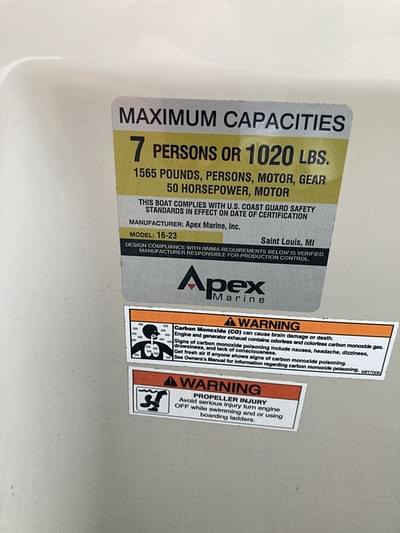 MAXIMUM CAPACITIES
7 PERSONS OR 1020 LBS.
1565 POUNDS, PERSONS, MOTOR, GEAR
50 HORSEPOWER, MOTOR
THIS BOAT COMPLIES WITH U.S. COAST GUARD SAFETY
STANDARDS IN EFFECT ON DATE OF CERTIFICATION
MANUFACTURER: Apex Marine, Inc.
MODEL: 16-23 Saint Louis, MI
DESIGN COMPLIANCE WITH NMMA REQUIREMENTS BELOW IS VERIFIED.
MANUFACTURER RESPONSIBLE FOR PRODUCTION CONTROL.
Apex
Marine
WARNING
Carbon Monoxide (CO) can cause brain damage or death.
Engine and generator exhaust contains odorless and colorless carbon monoxide gas.
Signs of carbon monoxide poisoning include nausea, headache, dizziness,
drowsiness, and lack of consciousness.
Get fresh air if anyone shows signs of carbon monoxide poisoning.
See Owner's Manual for information regarding carbon monoxide poisoning.
WARNING
PROPELLER INJURY
Avoid serious injury turn engine
OFF while swimming and or using
boarding ladders.